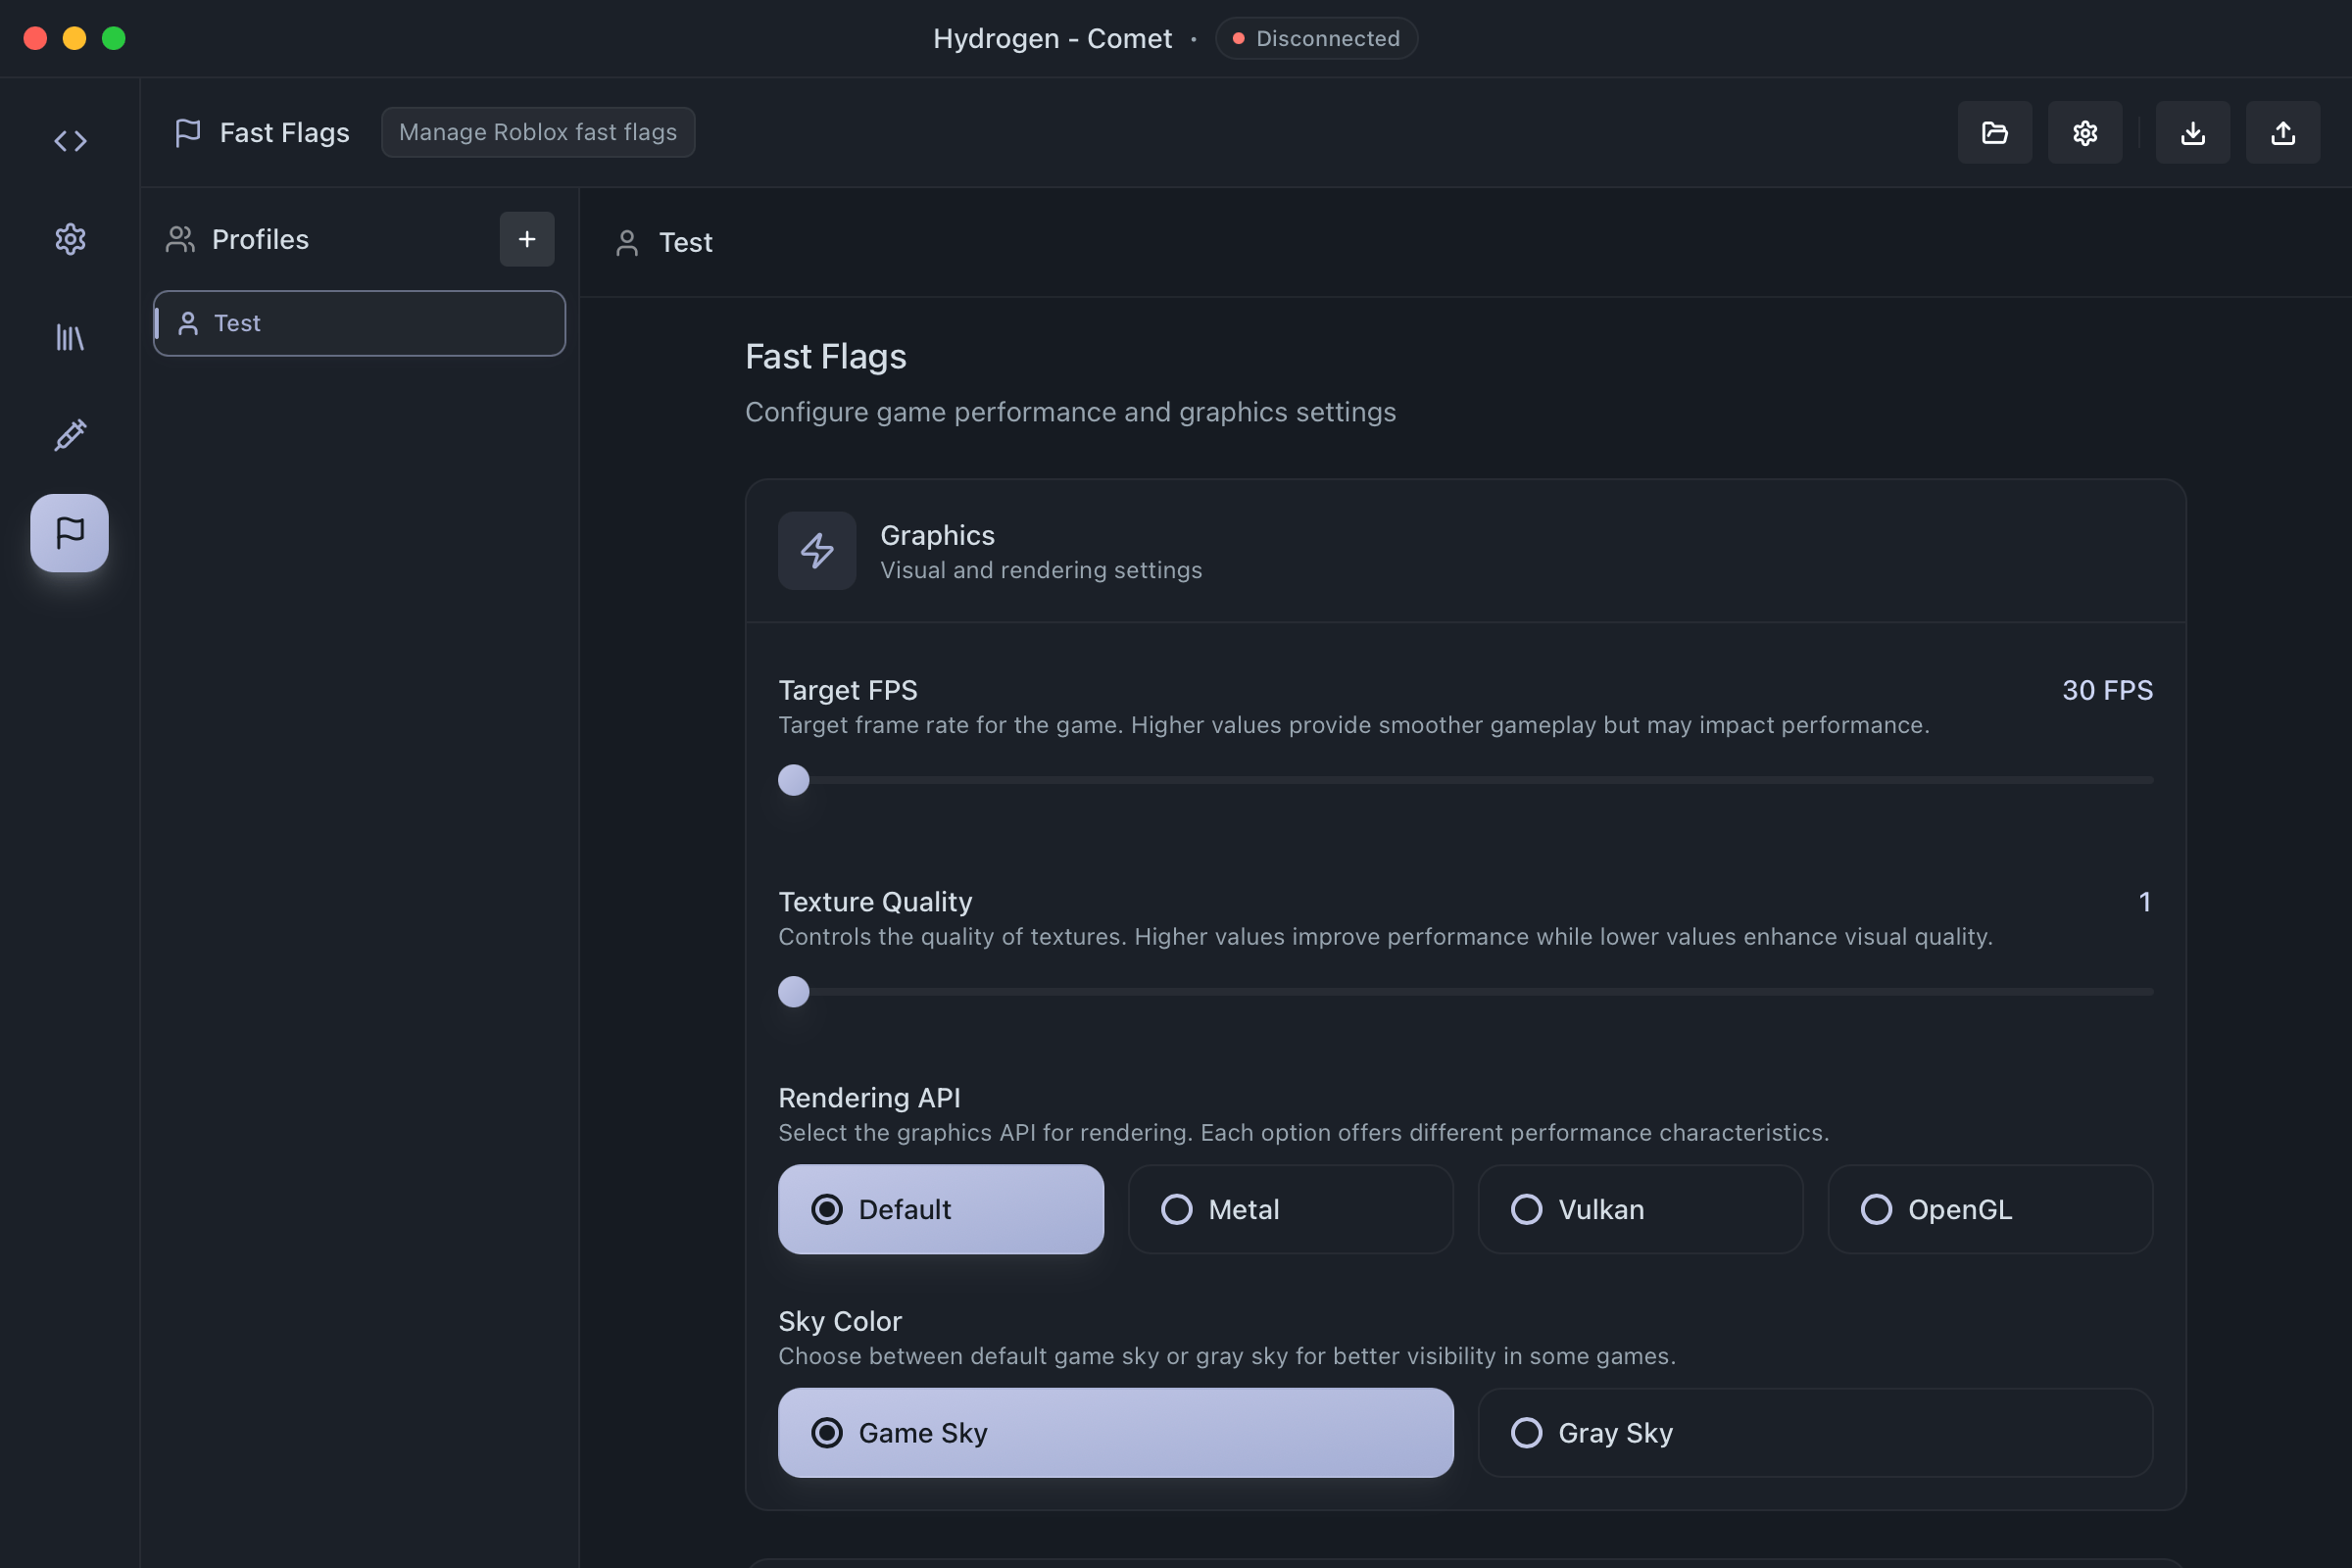 Hydrogen - Comet • Disconnected
Fast Flags
Manage Roblox fast flags
Profiles
+
Test
Test
Fast Flags
Configure game performance and graphics settings
Graphics
Visual and rendering settings
Target FPS
30 FPS
Target frame rate for the game. Higher values provide smoother gameplay but may impact performance.
Texture Quality
1
Controls the quality of textures. Higher values improve performance while lower values enhance visual quality.
Rendering API
Select the graphics API for rendering. Each option offers different performance characteristics.
Default
Metal
Vulkan
OpenGL
Sky Color
Choose between default game sky or gray sky for better visibility in some games.
Game Sky
Gray Sky